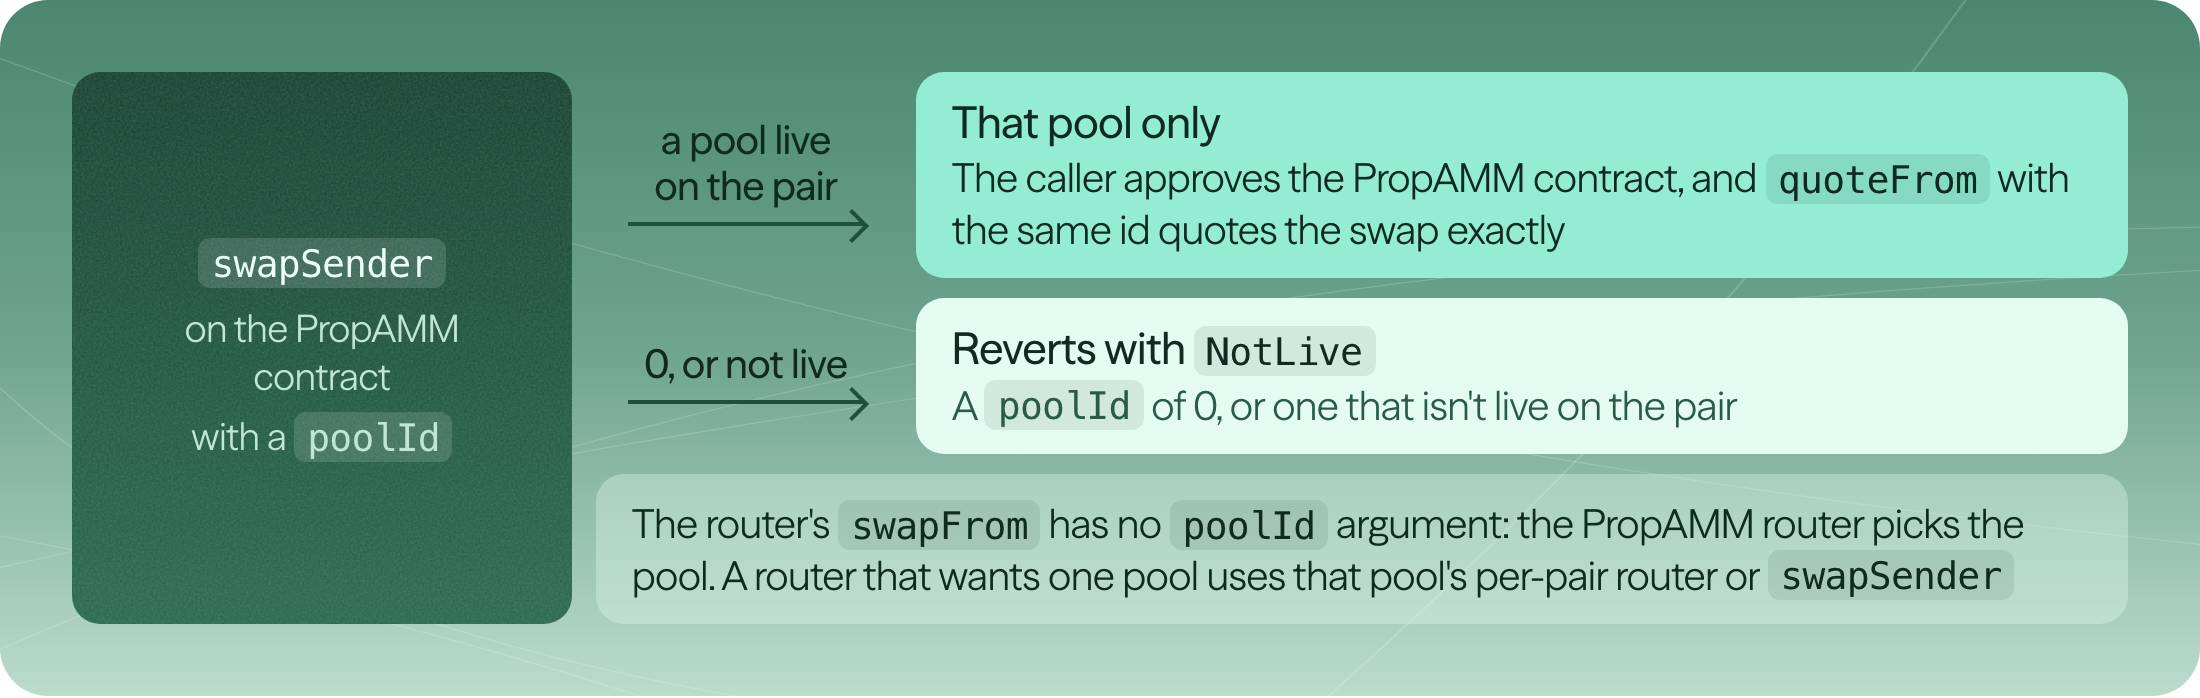 swapSender
on the PropAMM
contract
with a poolId
a pool live
on the pair
That pool only
The caller approves the PropAMM contract, and quoteFrom with
the same id quotes the swap exactly
0, or not live
Reverts with NotLive
A poolId of 0, or one that isn't live on the pair
The router's swapFrom has no poolId argument: the PropAMM router picks the
pool. A router that wants one pool uses that pool's per-pair router or swapSender